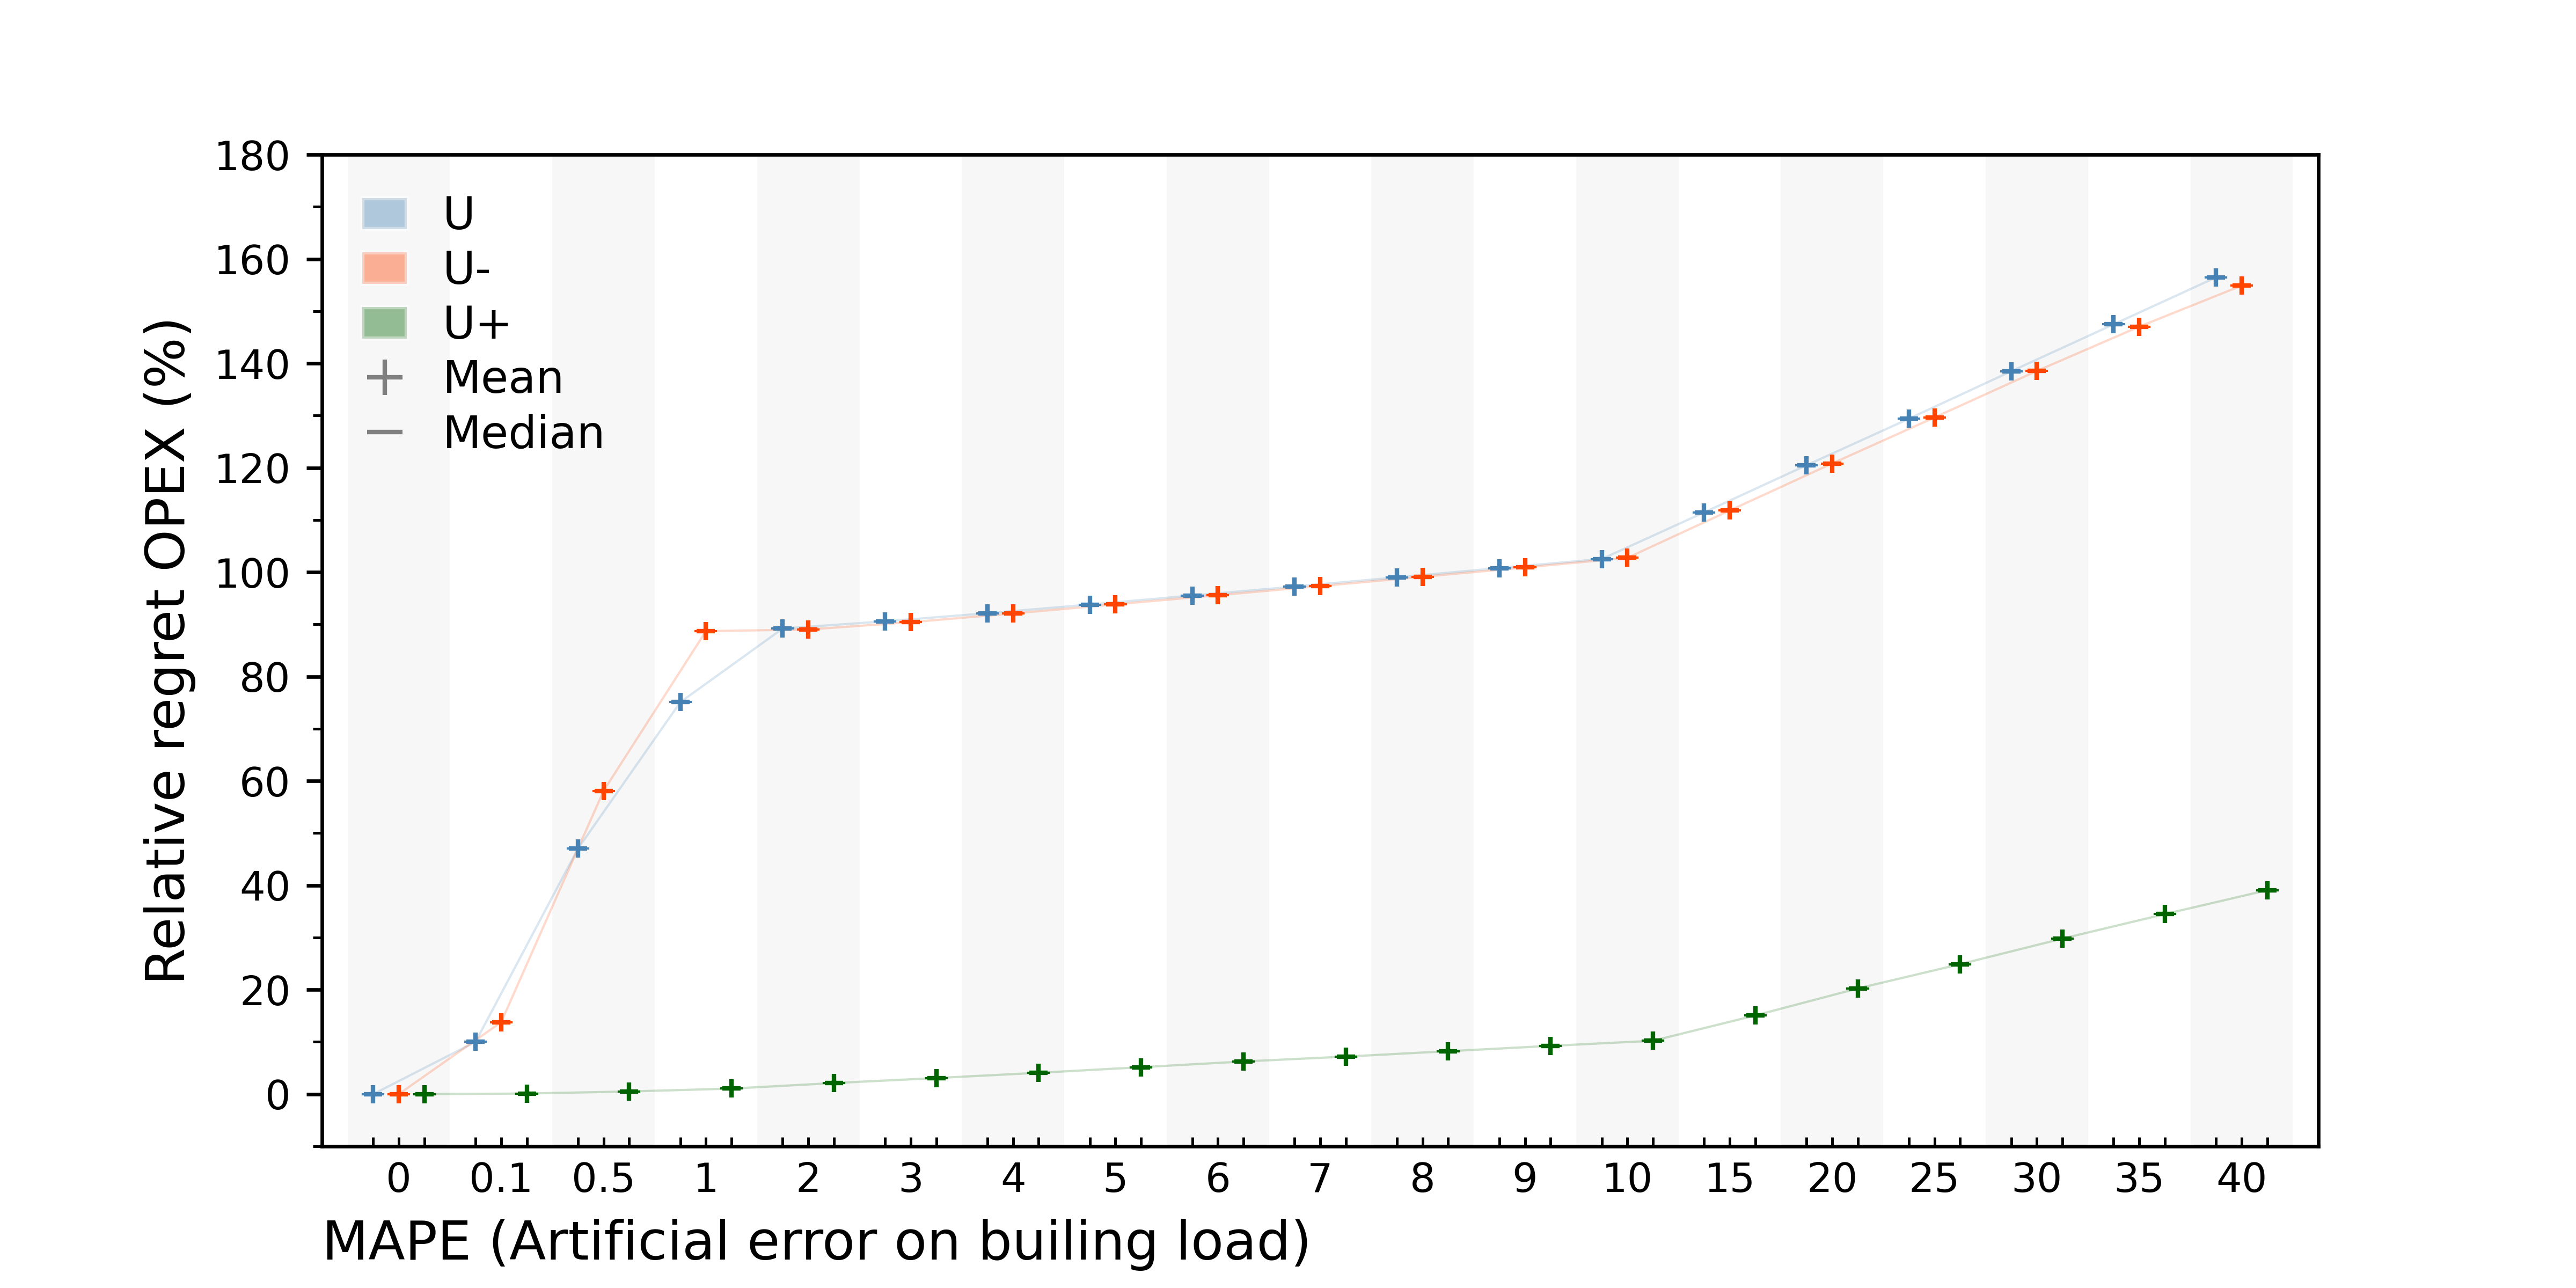 180
160
140
120
100
80
60
40
20
0
Relative regret OPEX (%)
U
U-
U+
Mean
Median
0 0.1 0.5 1 2 3 4 5 6 7 8 9 10 15 20 25 30 35 40
MAPE (Artificial error on builing load)